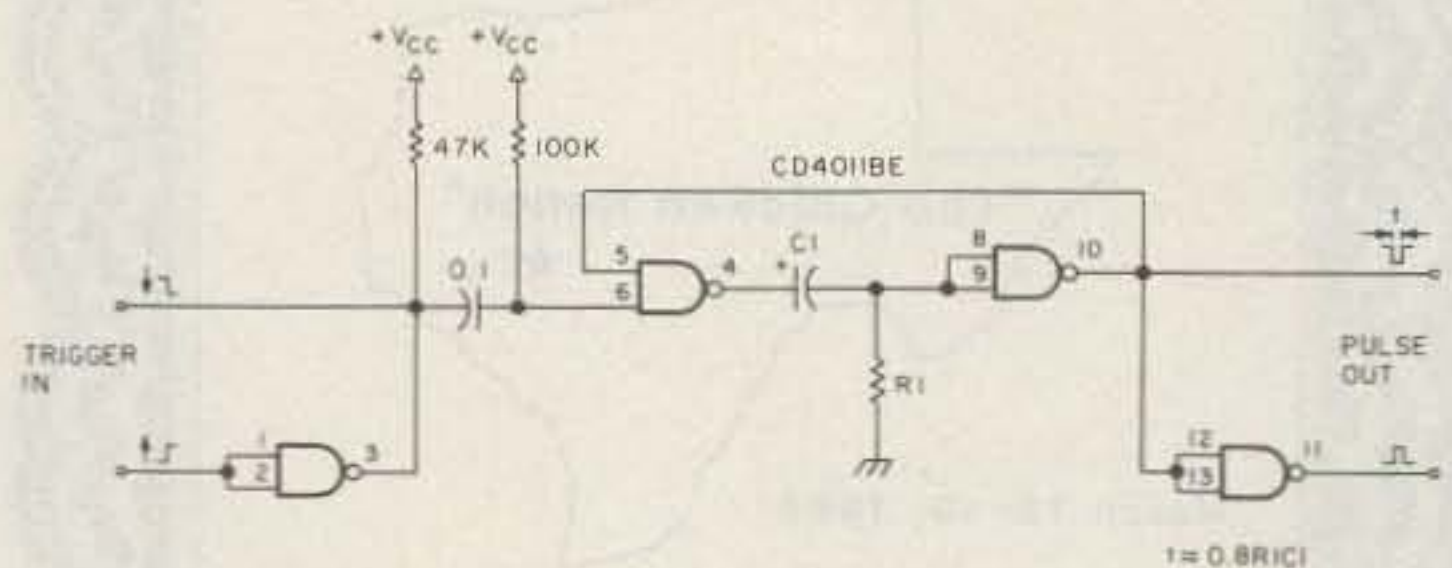 +VCC +VCC
47K 100K
CD4011BE
t
5 4 C1 8 10
0.1 + 
6 9
TRIGGER
IN
R1
PULSE
OUT
1 3
2
12 11
13
t≈0.8R1C1